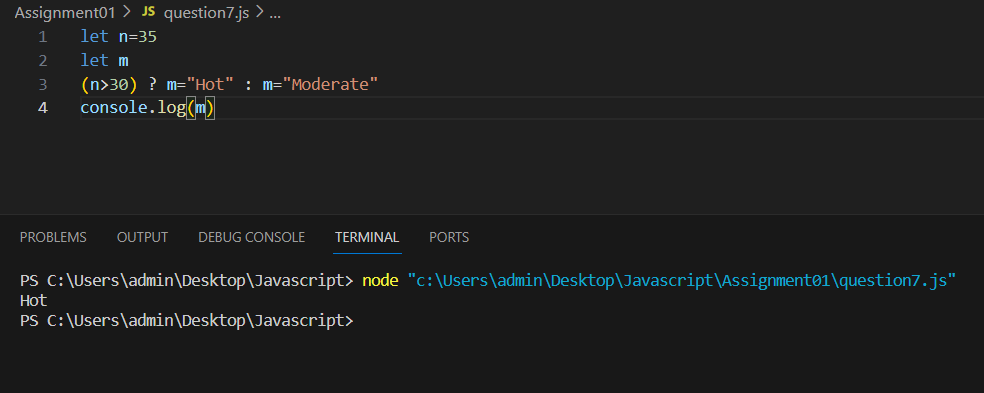 Assignment01 > JS question7.js > ...
1 let n=35
2 let m
3 (n>30) ? m="Hot" : m="Moderate"
4 console.log(m)
PROBLEMS OUTPUT DEBUG CONSOLE TERMINAL PORTS
PS C:\Users\admin\Desktop\Javascript> node "c:\Users\admin\Desktop\Javascript\Assignment01\question7.js"
Hot
PS C:\Users\admin\Desktop\Javascript>